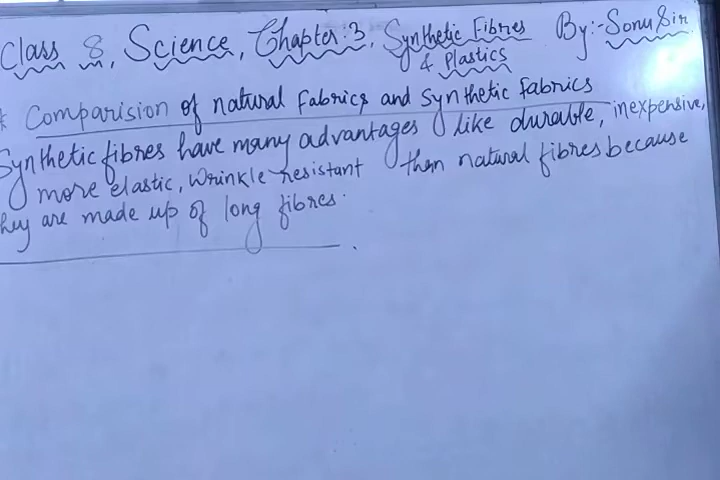 Class 8, Science, Chapter:3, Synthetic Fibres & Plastics By:- Sonu Sir
* Comparision of natural fabrics and synthetic fabrics
Synthetic fibres have many advantages like durable, inexpensive,
more elastic, wrinkle resistant then natural fibres because
they are made up of long fibres.